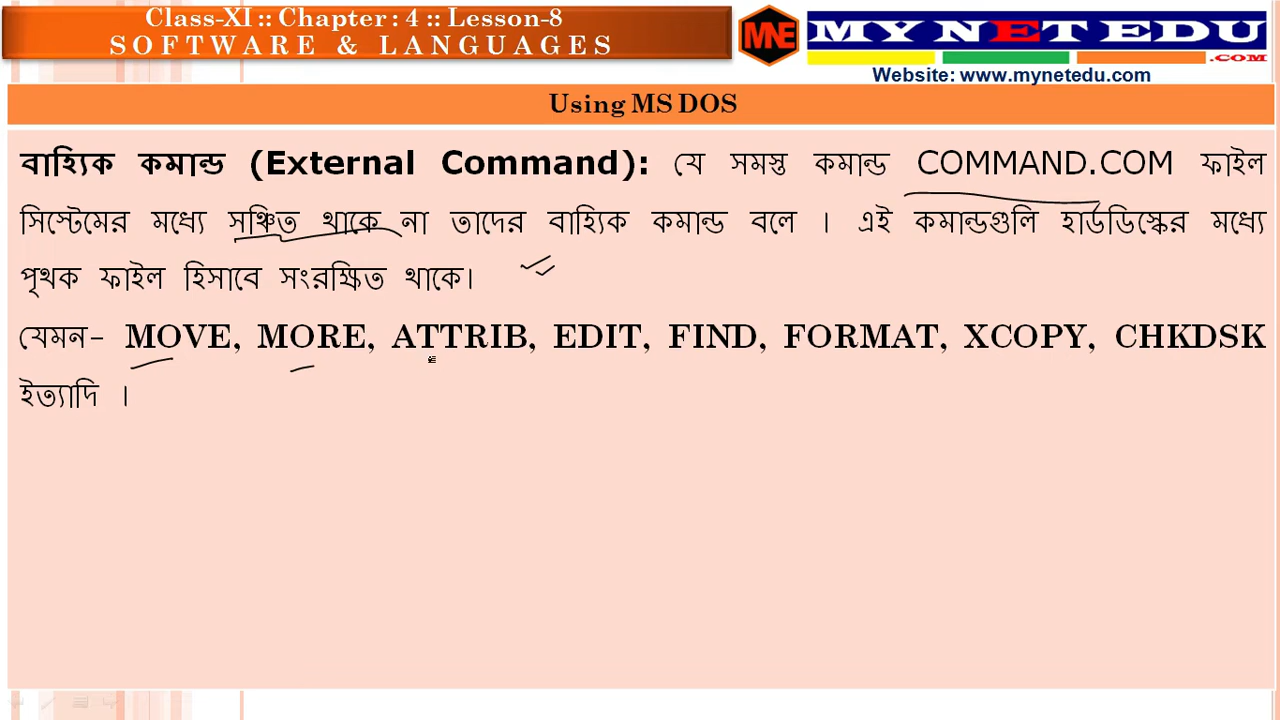 Class-XI :: Chapter : 4 :: Lesson-8
SOFTWARE & LANGUAGES
MNE
MYNETEDU
.COM
Website: www.mynetedu.com
Using MS DOS
বাহ্যিক কমান্ড (External Command): যে সমস্ত কমান্ড COMMAND.COM ফাইল
সিস্টেমের মধ্যে সঞ্চিত থাকে না তাদের বাহ্যিক কমান্ড বলে । এই কমান্ডগুলি হার্ডডিস্কের মধ্যে
পৃথক ফাইল হিসাবে সংরক্ষিত থাকে।
যেমন- MOVE, MORE, ATTRIB, EDIT, FIND, FORMAT, XCOPY, CHKDSK
ইত্যাদি ।